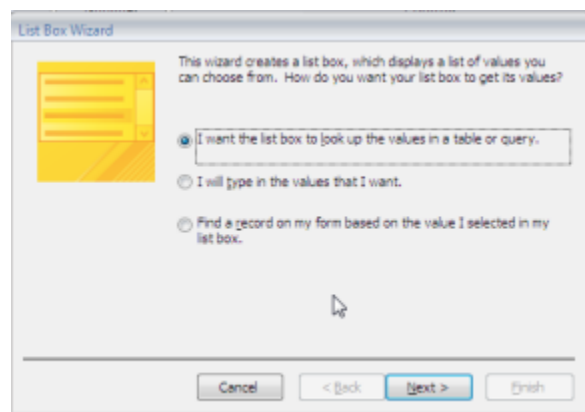 List Box Wizard
This wizard creates a list box, which displays a list of values you
can choose from. How do you want your list box to get its values?
I want the list box to look up the values in a table or query.
I will type in the values that I want.
Find a record on my form based on the value I selected in my
list box.
Cancel
< Back
Next >
Finish